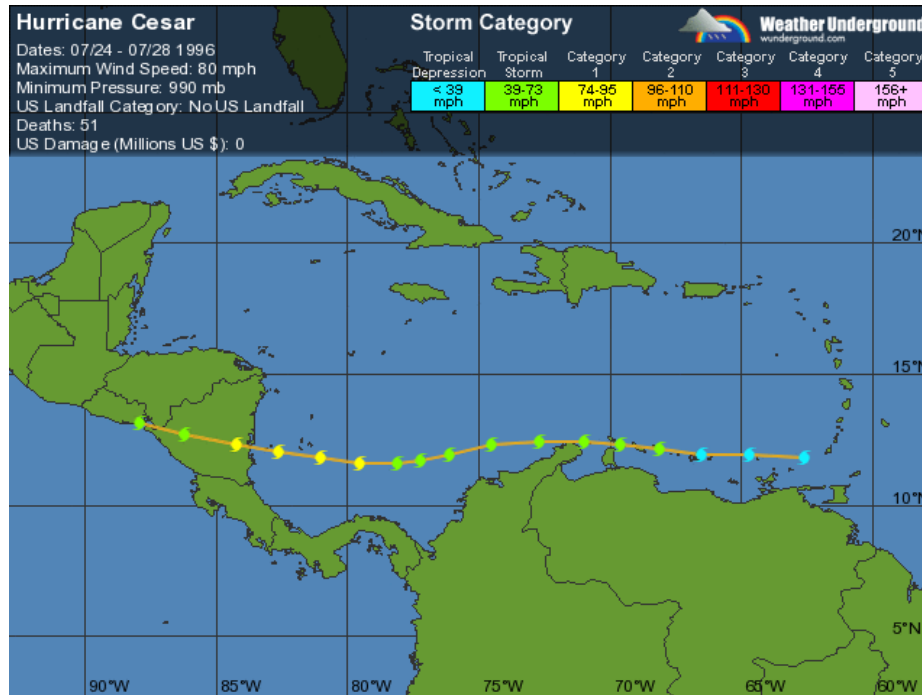 Hurricane Cesar
Dates: 07/24 - 07/28 1996
Maximum Wind Speed: 80 mph
Minimum Pressure: 990 mb
US Landfall Category: No US Landfall
Deaths: 51
US Damage (Millions US $): 0
Storm Category
Weather Underground
wunderground.com
Tropical Depression
< 39 mph
Tropical Storm
39-73 mph
Category 1
74-95 mph
Category 2
96-110 mph
Category 3
111-130 mph
Category 4
131-155 mph
Category 5
156+ mph
20°N
15°N
10°N
5°N
90°W 85°W 80°W 75°W 70°W 65°W 60°W